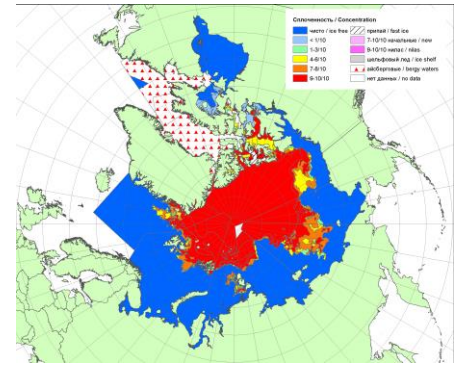 Сплоченность / Concentration
чисто / ice free
< 1/10
1-3/10
4-6/10
7-8/10
9-10/10
припай / fast ice
7-10/10 начальные / new
9-10/10 нилас / nilas
шельфовый лед / ice shelf
айсберговые / bergy waters
нет данных / no data